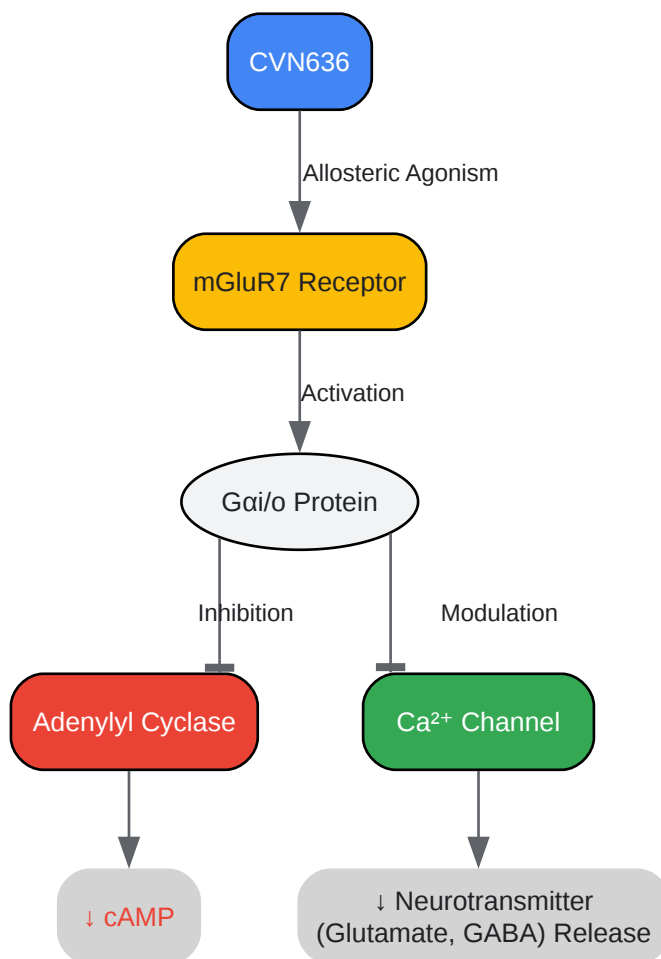 CVN636
Allosteric Agonism
mGluR7 Receptor
Activation
Gαi/o Protein
Inhibition
Modulation
Adenylyl Cyclase
Ca²⁺ Channel
↓ cAMP
↓ Neurotransmitter
(Glutamate, GABA) Release